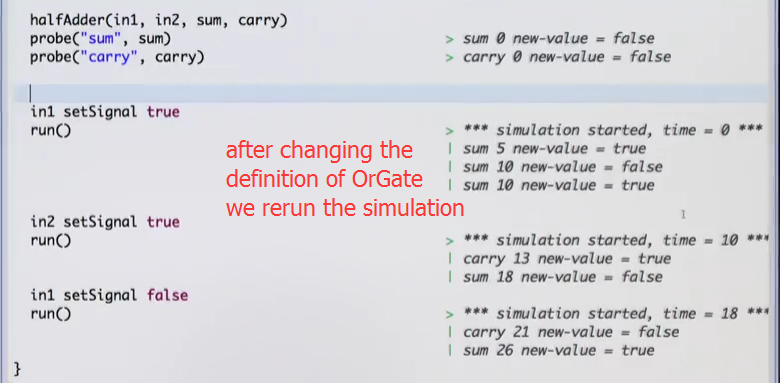 halfAdder(in1, in2, sum, carry)
probe("sum", sum) > sum 0 new-value = false
probe("carry", carry) > carry 0 new-value = false
in1 setSignal true
run() > *** simulation started, time = 0 ***
| sum 5 new-value = true
| sum 10 new-value = false
| sum 10 new-value = true
after changing the
definition of OrGate
we rerun the simulation
in2 setSignal true
run() > *** simulation started, time = 10 ***
| carry 13 new-value = true
| sum 18 new-value = false
in1 setSignal false
run() > *** simulation started, time = 18 ***
| carry 21 new-value = false
| sum 26 new-value = true
}